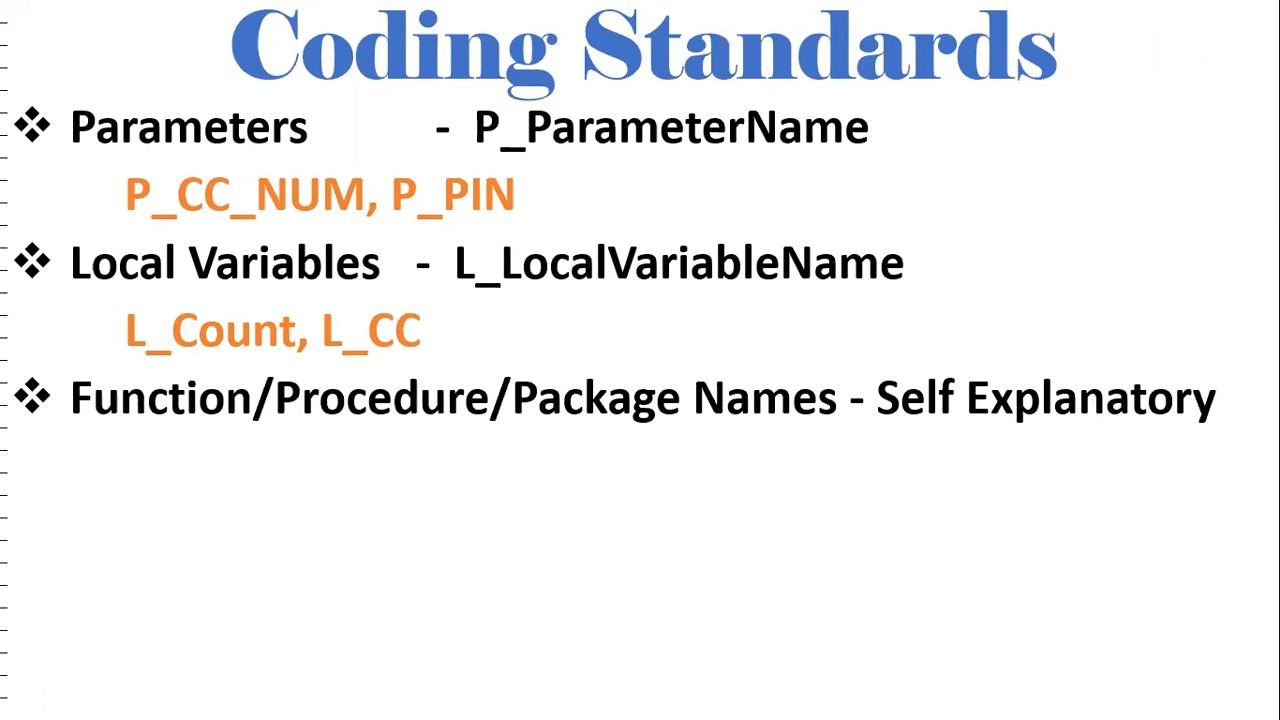 Coding Standards
❖ Parameters - P_ParameterName
P_CC_NUM, P_PIN
❖ Local Variables - L_LocalVariableName
L_Count, L_CC
❖ Function/Procedure/Package Names - Self Explanatory